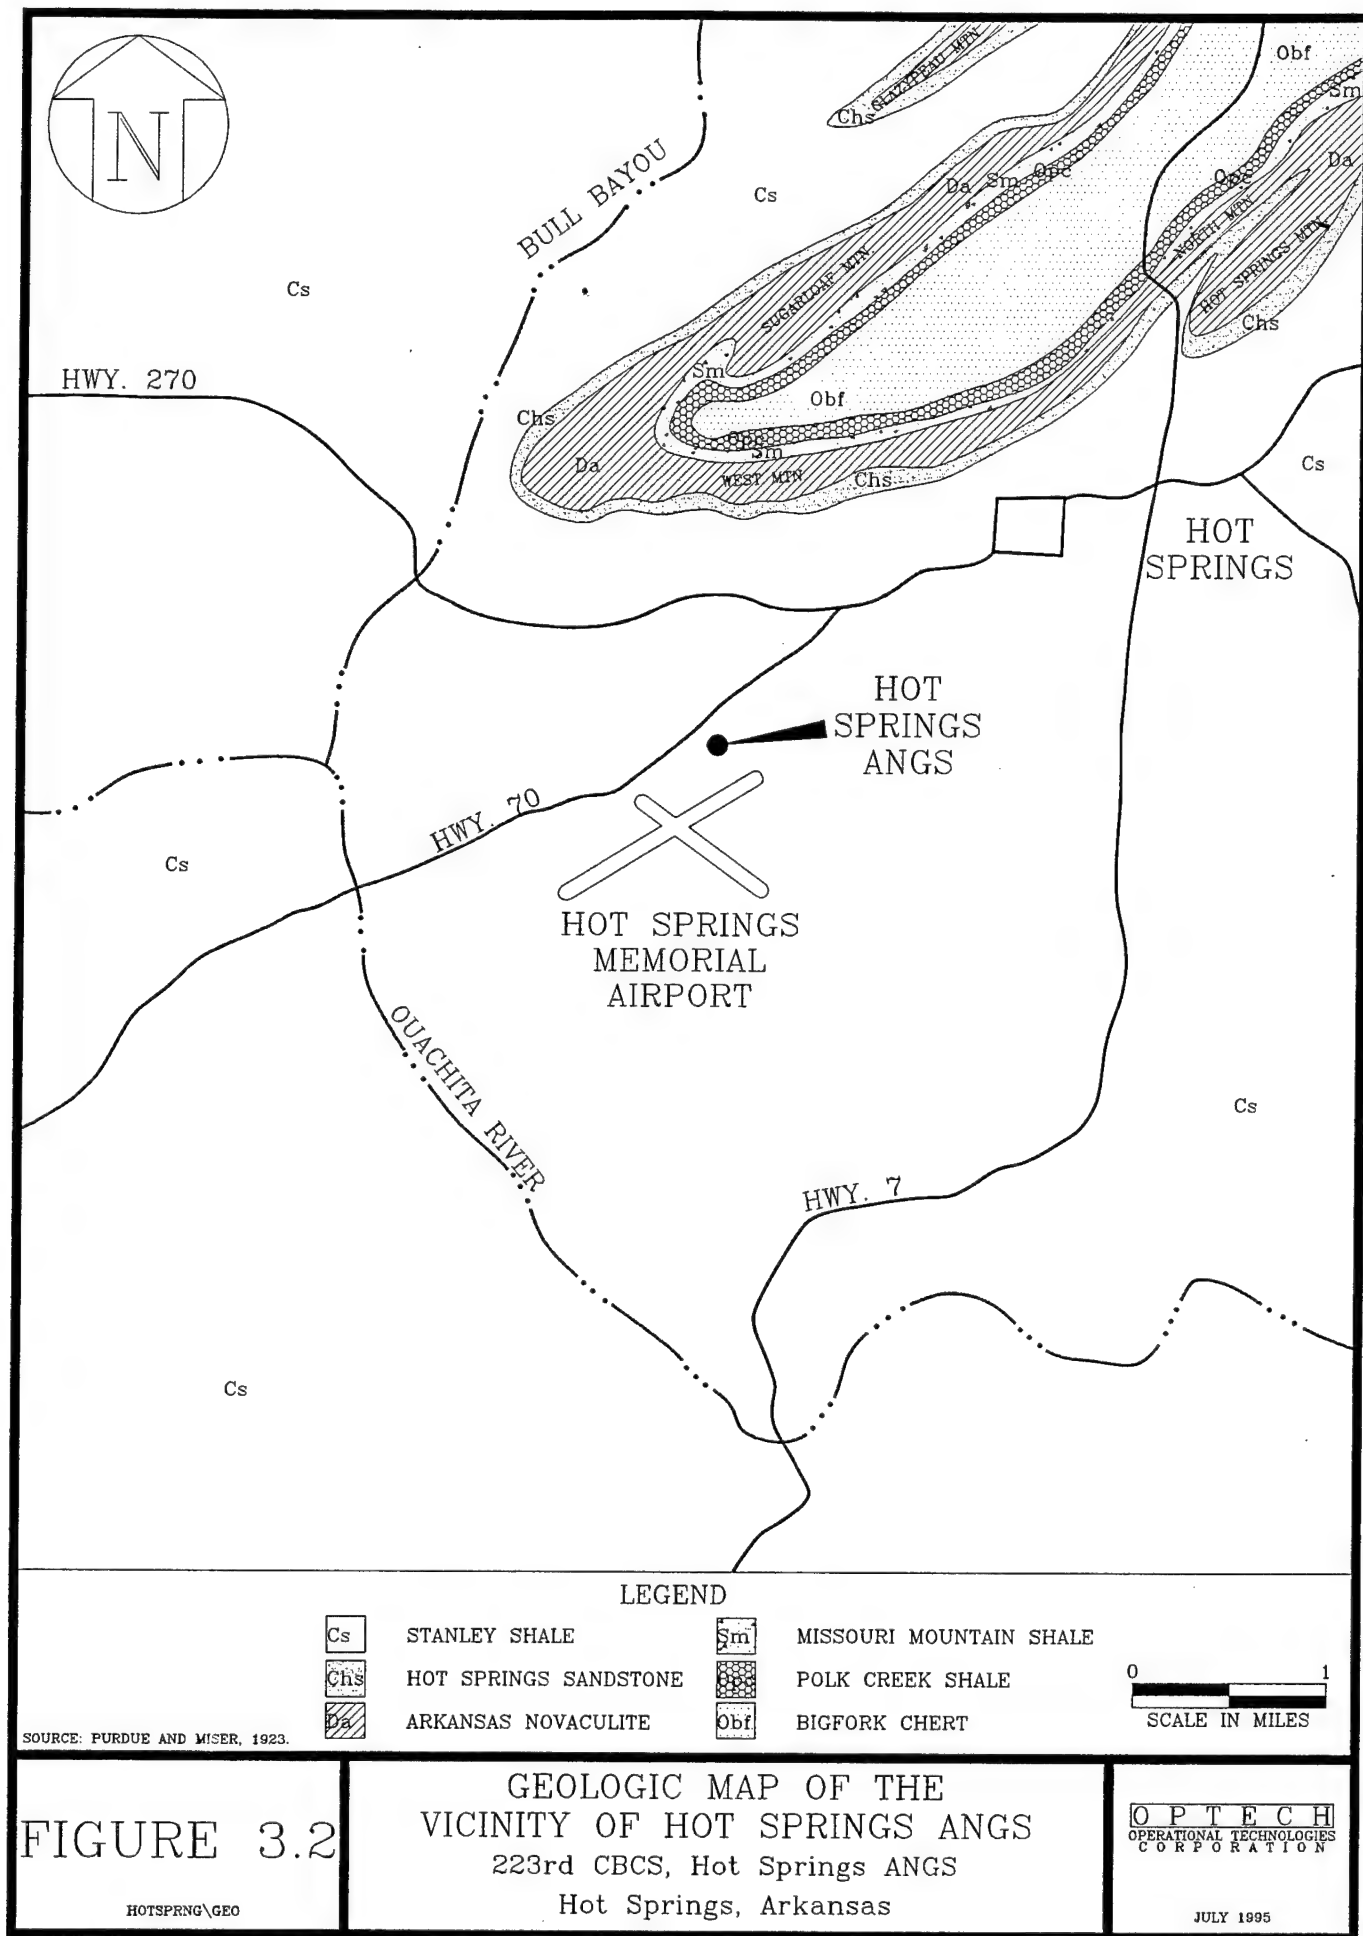 N
GLAZYPEAU MTN
Obf
Sm
Chs
BULL BAYOU
Cs
Da
Sm
Opc
Opc
Da
NORTH MTN
HOT SPRINGS MTN
Cs
SUGARLOAF MTN.
Chs
HWY. 270
Sm
Obf
Chs
Opc
Sm
Da
WEST MTN
Chs
Cs
HOT
SPRINGS
HOT
SPRINGS
ANGS
HWY. 70
Cs
HOT SPRINGS
MEMORIAL
AIRPORT
OUACHITA RIVER
Cs
HWY. 7
Cs
LEGEND
Cs STANLEY SHALE
Chs HOT SPRINGS SANDSTONE
Da ARKANSAS NOVACULITE
Sm MISSOURI MOUNTAIN SHALE
Opc POLK CREEK SHALE
Obf BIGFORK CHERT
0 1
SCALE IN MILES
SOURCE: PURDUE AND MISER, 1923.
FIGURE 3.2
HOTSPRNG\GEO
GEOLOGIC MAP OF THE
VICINITY OF HOT SPRINGS ANGS
223rd CBCS, Hot Springs ANGS
Hot Springs, Arkansas
OPTECH
OPERATIONAL TECHNOLOGIES
CORPORATION
JULY 1995